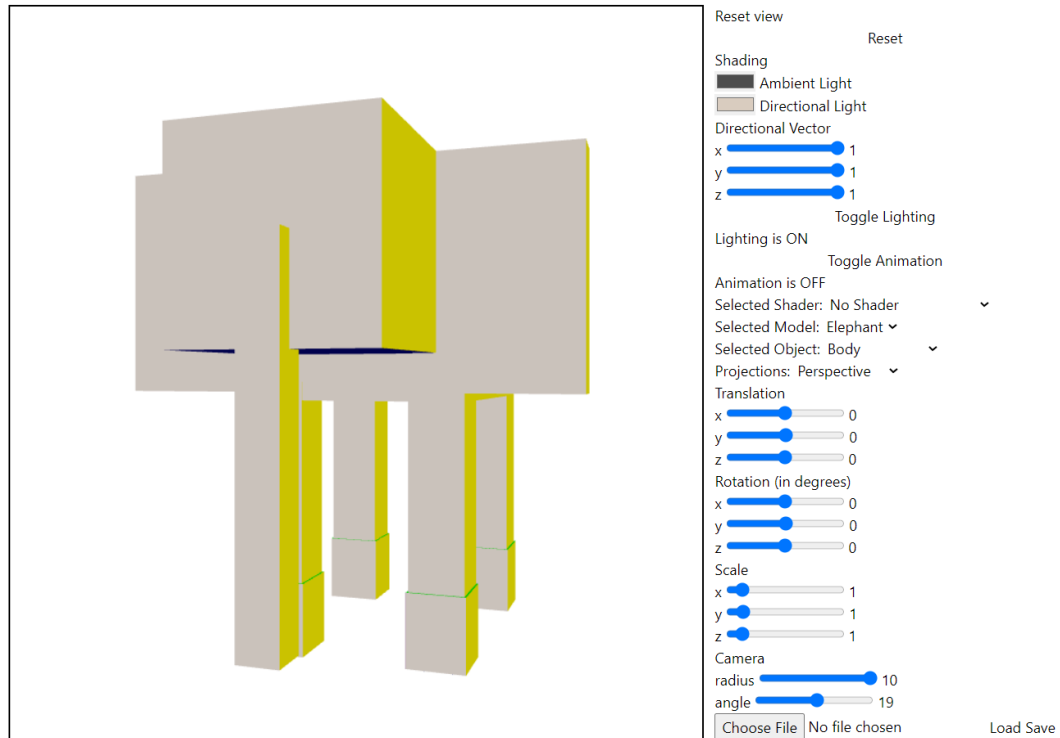 Reset view
Reset
Shading
Ambient Light
Directional Light
Directional Vector
x 1
y 1
z 1
Toggle Lighting
Lighting is ON
Toggle Animation
Animation is OFF
Selected Shader: No Shader
Selected Model: Elephant
Selected Object: Body
Projections: Perspective
Translation
x 0
y 0
z 0
Rotation (in degrees)
x 0
y 0
z 0
Scale
x 1
y 1
z 1
Camera
radius 10
angle 19
Choose File No file chosen Load Save